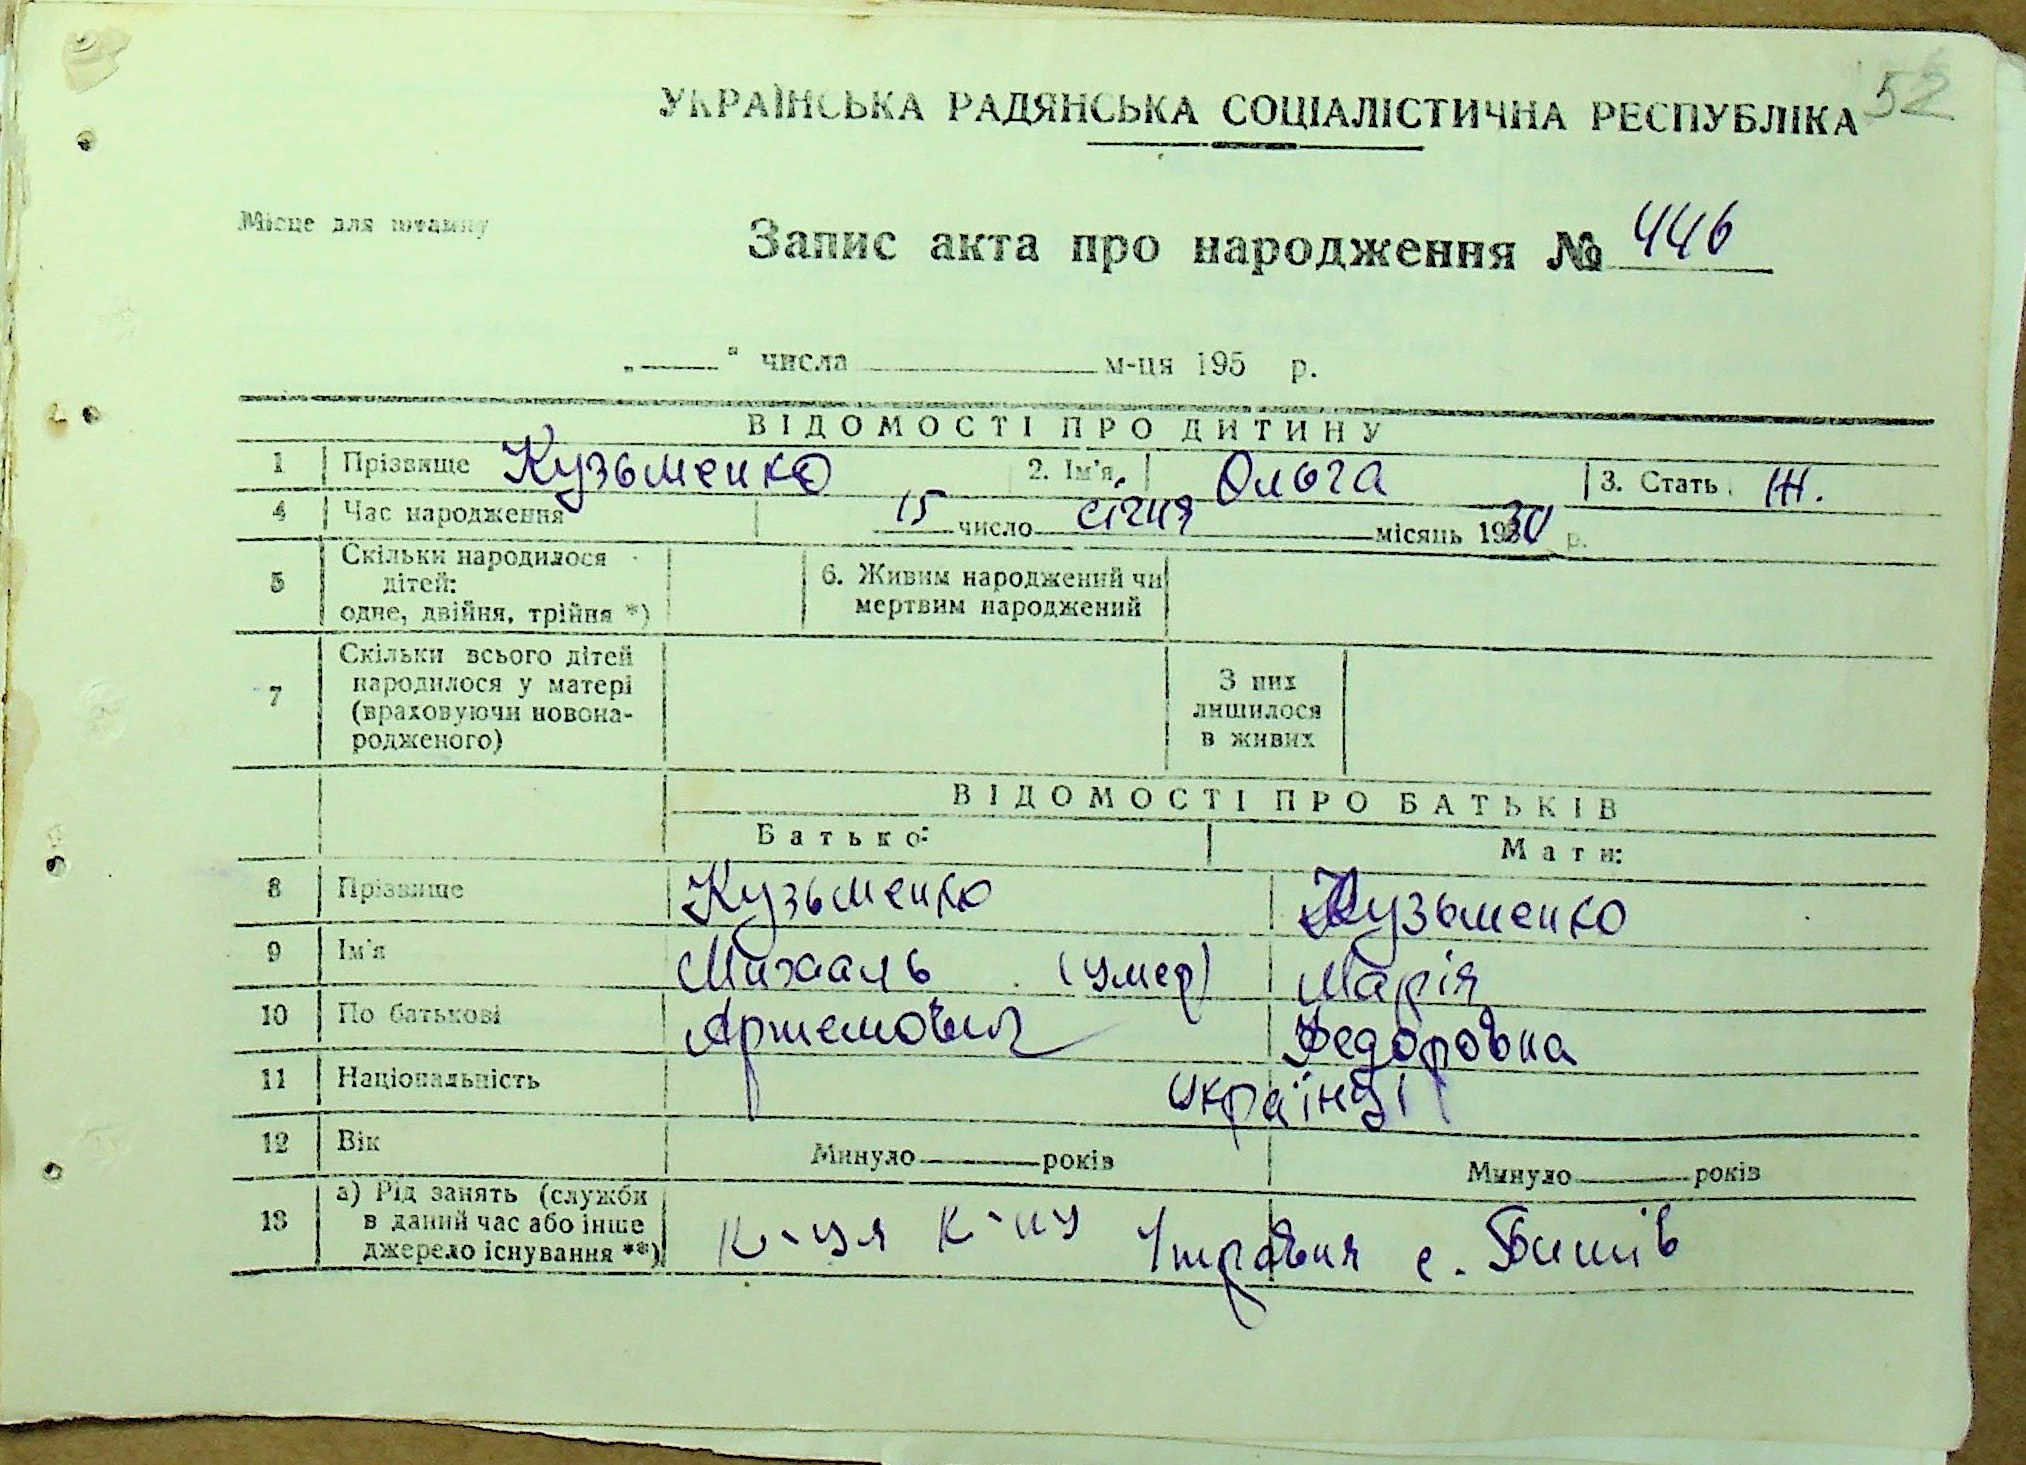 52
УКРАЇНСЬКА РАДЯНСЬКА СОЦІАЛІСТИЧНА РЕСПУБЛІКА
Місце для штампу
Запис акта про народження № 446
„ “ числа м-ця 195 р.
ВІДОМОСТІ ПРО ДИТИНУ
1 Прізвище Кузьменко 2. Ім'я Ольга 3. Стать Ж.
4 Час народження 15 число січня місяць 1930 р.
5 Скільки народилося дітей: одне, двійня, трійня *) 6. Живим народжений чи мертвим народжений
7 Скільки всього дітей народилося у матері (враховуючи новонародженого) З них лишилося в живих
ВІДОМОСТІ ПРО БАТЬКІВ
Батько: Мати:
8 Прізвище Кузьменко Кузьменко
9 Ім'я Михаль (умер) Марія
10 По батькові Артемович Федоровна
11 Національність українці
12 Вік Минуло років Минуло років
13 а) Рід занять (служби в даний час або інше джерело існування **) к-ця к-пу 1 травня с.